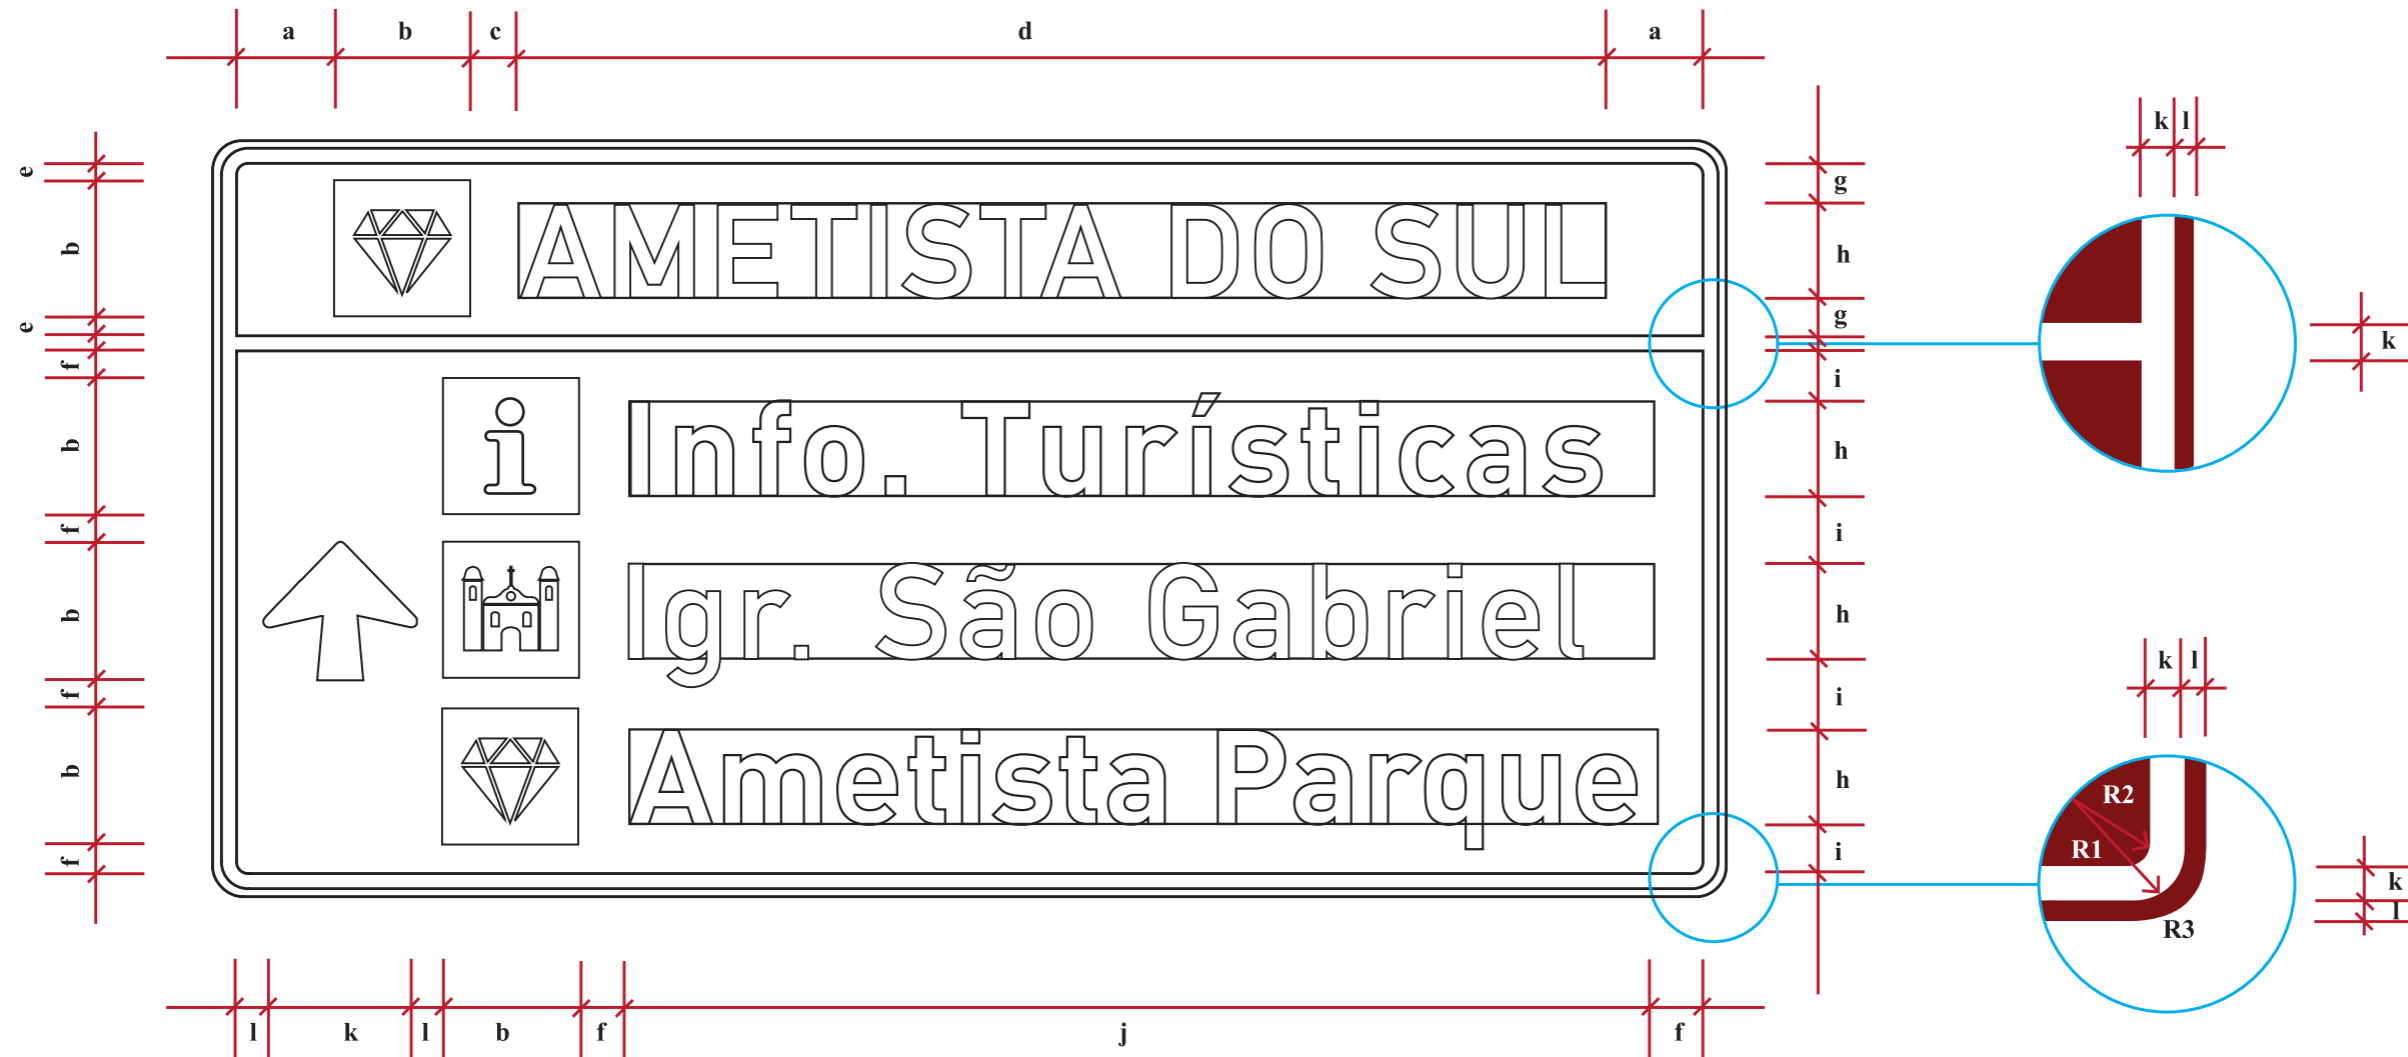 a b c d a
e b e f b f b f b f
g h g i h i h i h i
AMETISTA DO SUL
Info. Turísticas
Igr. São Gabriel
Ametista Parque
l k l b f j f
k l
k
k l
R2
R1
R3
k
l